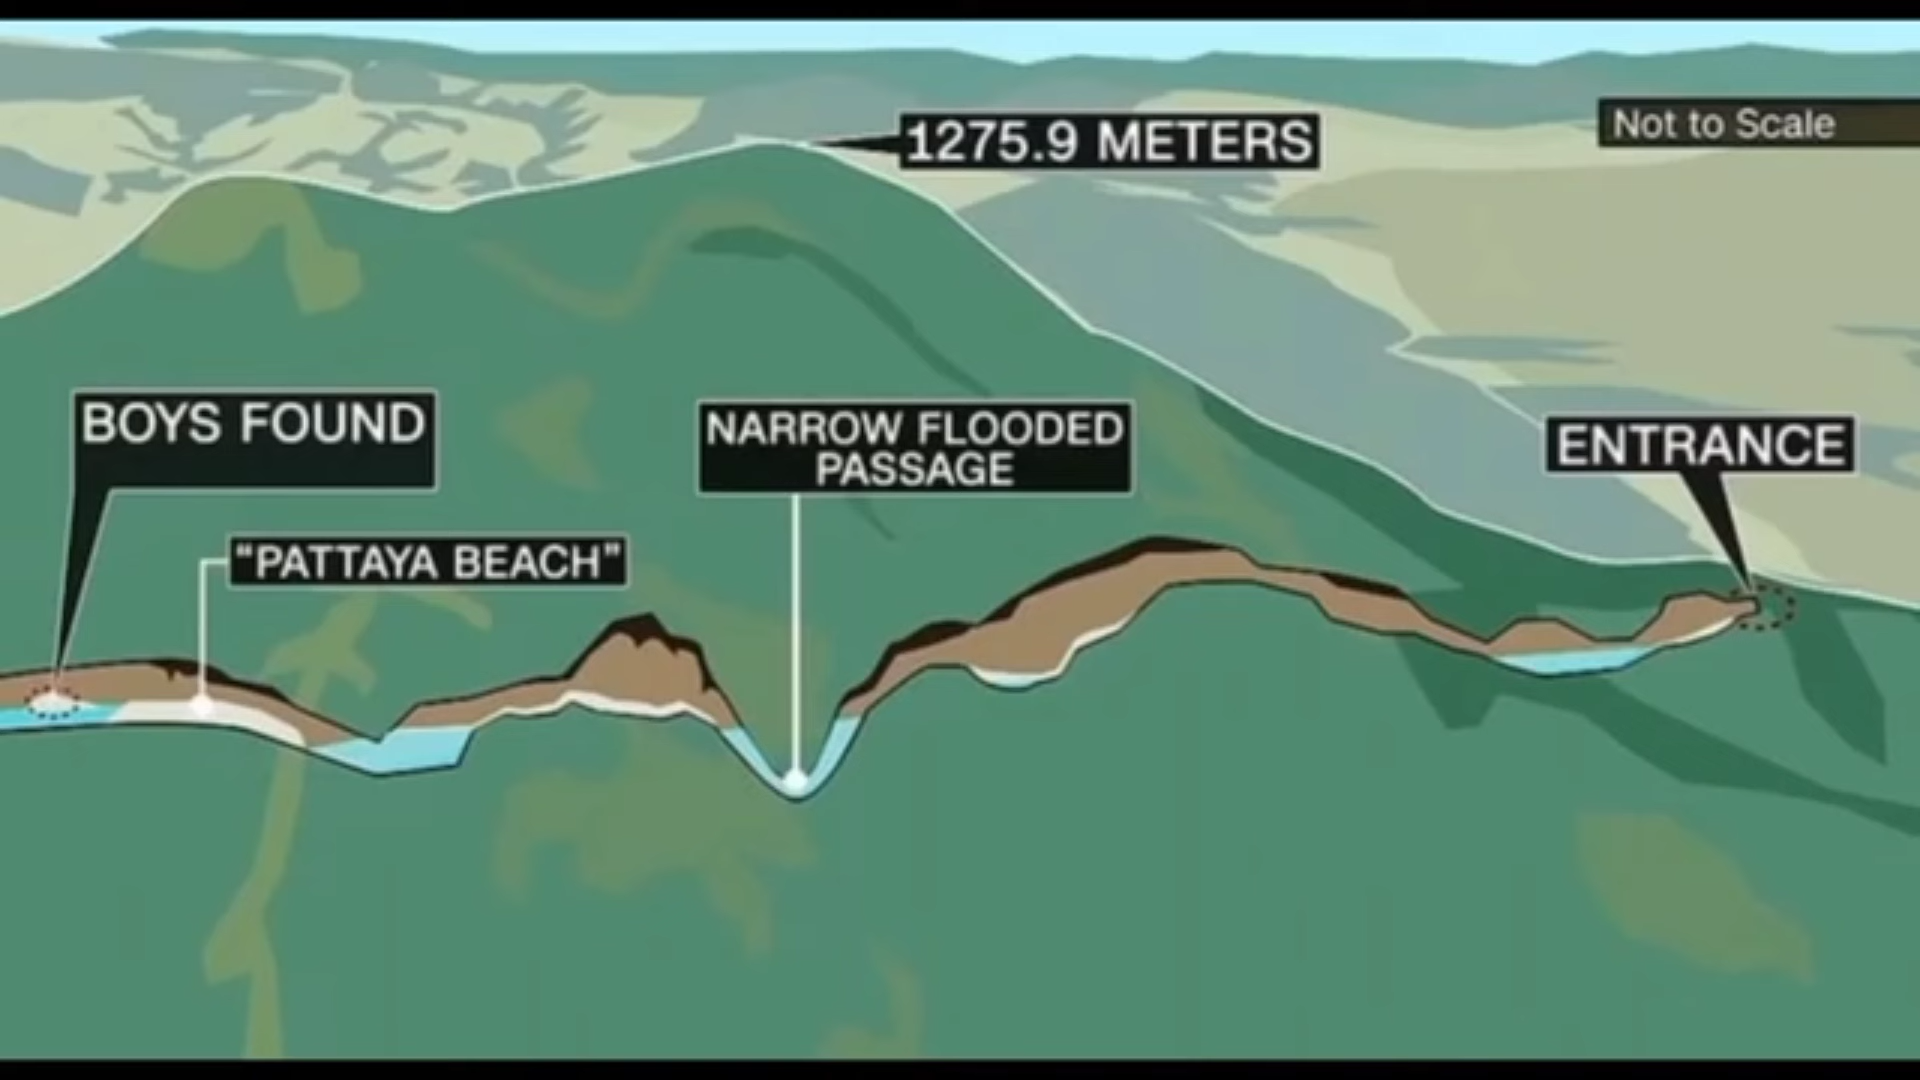 1275.9 METERS
Not to Scale
BOYS FOUND
NARROW FLOODED
PASSAGE
ENTRANCE
"PATTAYA BEACH"